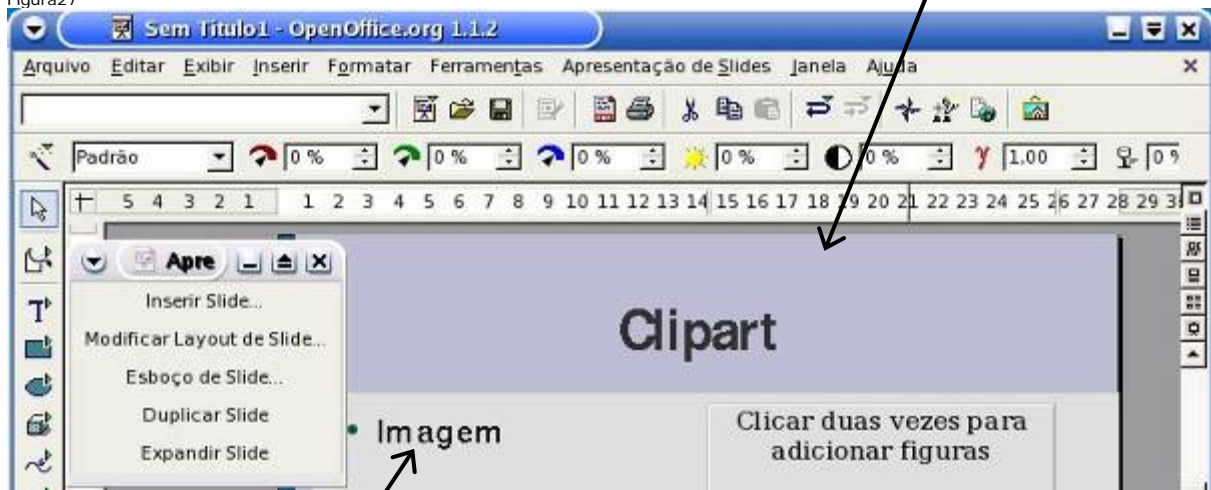 Figura27
Sem Título1 - OpenOffice.org 1.1.2
Arquivo Editar Exibir Inserir Formatar Ferramentas Apresentação de Slides Janela Ajuda
Padrão 0 % 0 % 0 % 0 % 0 % 1,00 0 %
5 4 3 2 1 1 2 3 4 5 6 7 8 9 10 11 12 13 14 15 16 17 18 19 20 21 22 23 24 25 26 27 28 29
Apre
Inserir Slide...
Modificar Layout de Slide...
Esboço de Slide...
Duplicar Slide
Expandir Slide
Clipart
• Imagem
Clicar duas vezes para
adicionar figuras